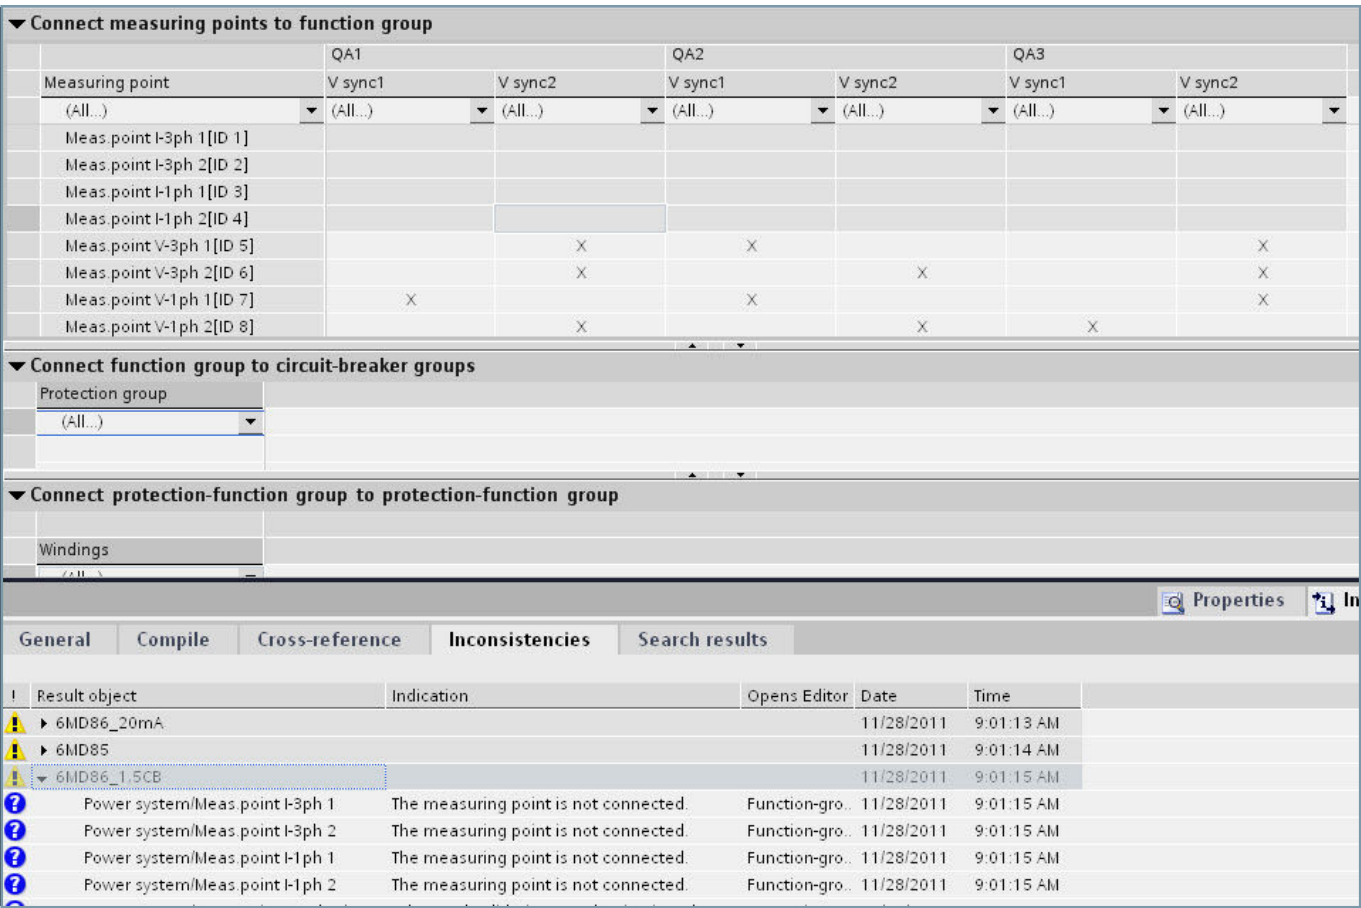 Connect measuring points to function group
QA1 QA2 QA3
Measuring point V sync1 V sync2 V sync1 V sync2 V sync1 V sync2
(All...) (All...) (All...) (All...) (All...) (All...) (All...)
Meas.point I-3ph 1[ID 1]
Meas.point I-3ph 2[ID 2]
Meas.point I-1ph 1[ID 3]
Meas.point I-1ph 2[ID 4]
Meas.point V-3ph 1[ID 5] X X X
Meas.point V-3ph 2[ID 6] X X X
Meas.point V-1ph 1[ID 7] X X X
Meas.point V-1ph 2[ID 8] X X X
Connect function group to circuit-breaker groups
Protection group
(All...)
Connect protection-function group to protection-function group
Windings
Properties In
General Compile Cross-reference Inconsistencies Search results
! Result object Indication Opens Editor Date Time
6MD86_20mA 11/28/2011 9:01:13 AM
6MD85 11/28/2011 9:01:14 AM
6MD86_1.5CB 11/28/2011 9:01:15 AM
Power system/Meas.point I-3ph 1 The measuring point is not connected. Function-gro.. 11/28/2011 9:01:15 AM
Power system/Meas.point I-3ph 2 The measuring point is not connected. Function-gro.. 11/28/2011 9:01:15 AM
Power system/Meas.point I-1ph 1 The measuring point is not connected. Function-gro.. 11/28/2011 9:01:15 AM
Power system/Meas.point I-1ph 2 The measuring point is not connected. Function-gro.. 11/28/2011 9:01:15 AM